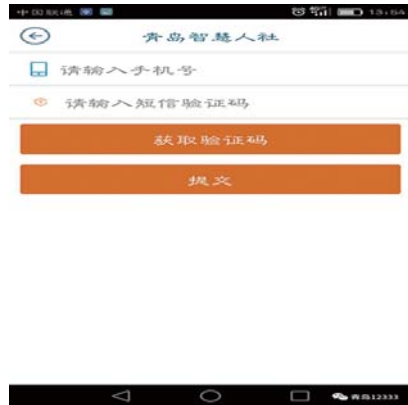 中国联通 13:54
青岛智慧人社
请输入手机号
请输入短信验证码
获取验证码
提交
青岛12333